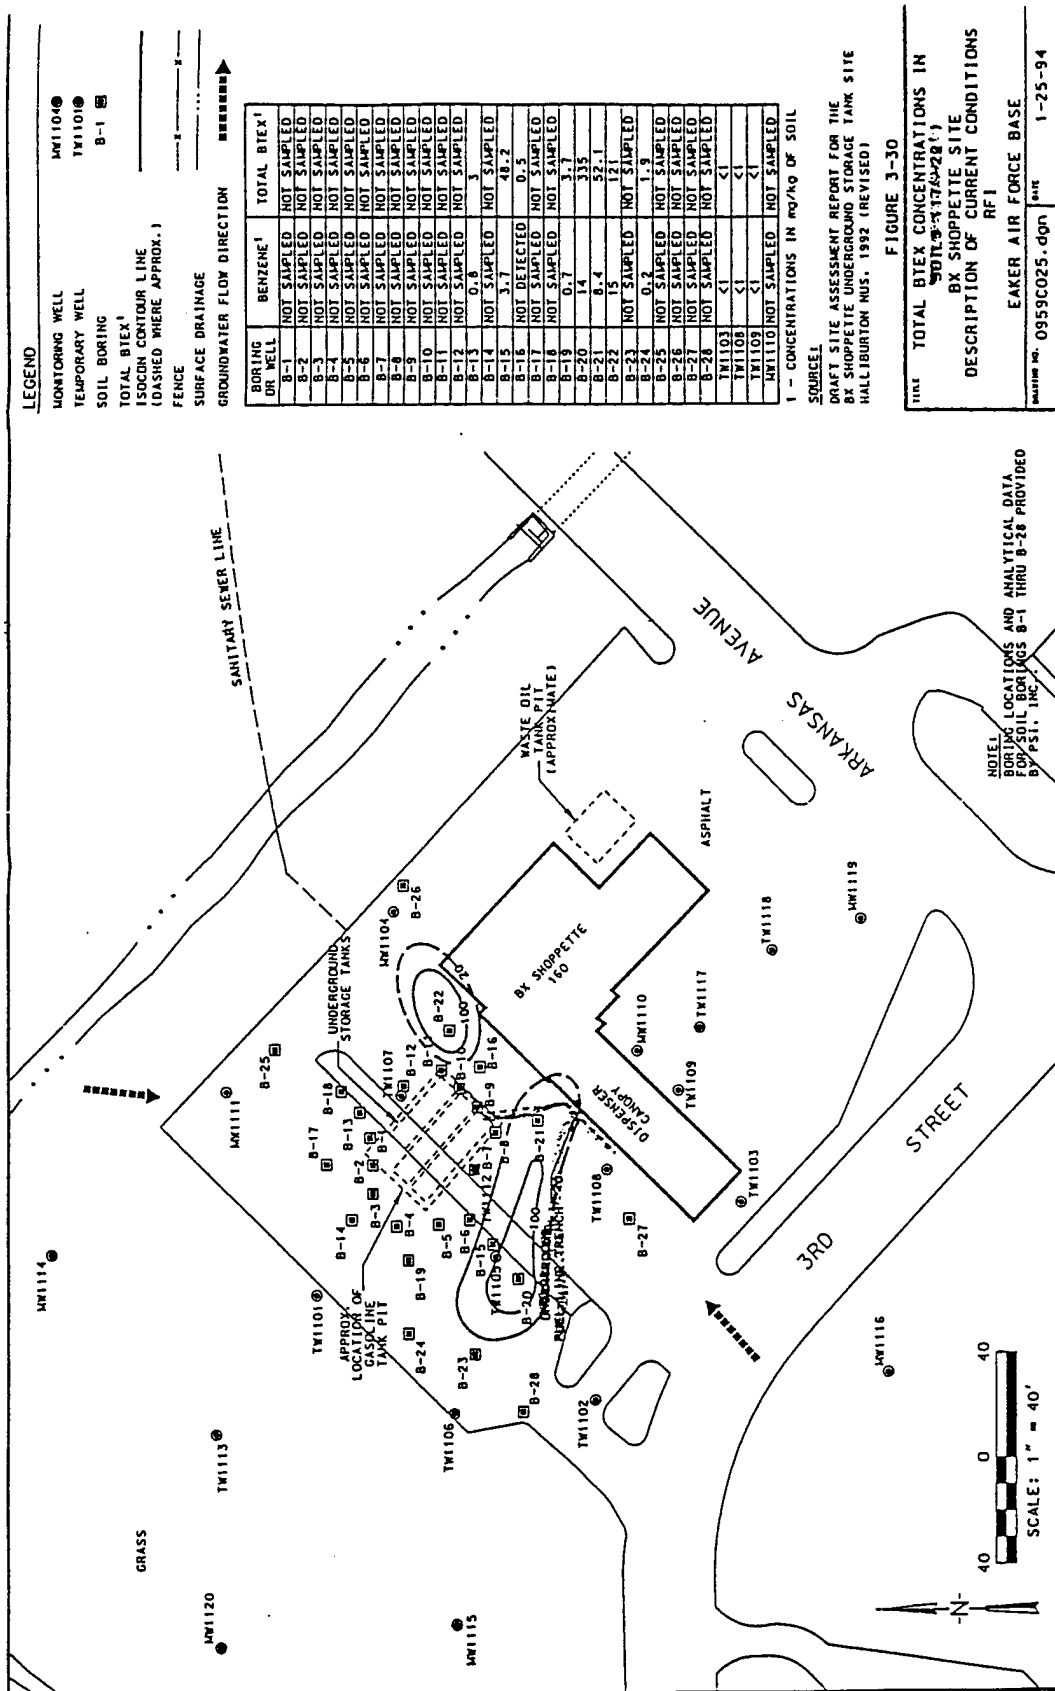 LEGEND
MONITORING WELL MW1104
TEMPORARY WELL TW1101
SOIL BORING B-1
TOTAL BTEX¹
ISOCON CONTOUR LINE
(DASHED WHERE APPROX.)
FENCE
SURFACE DRAINAGE
GROUNDWATER FLOW DIRECTION
BORING OR WELL BENZENE¹ TOTAL BTEX¹
B-1 NOT SAMPLED NOT SAMPLED
B-2 NOT SAMPLED NOT SAMPLED
B-3 NOT SAMPLED NOT SAMPLED
B-4 NOT SAMPLED NOT SAMPLED
B-5 NOT SAMPLED NOT SAMPLED
B-6 NOT SAMPLED NOT SAMPLED
B-7 NOT SAMPLED NOT SAMPLED
B-8 NOT SAMPLED NOT SAMPLED
B-9 NOT SAMPLED NOT SAMPLED
B-10 NOT SAMPLED NOT SAMPLED
B-11 NOT SAMPLED NOT SAMPLED
B-12 NOT SAMPLED NOT SAMPLED
B-13 0.8 3
B-14 NOT SAMPLED NOT SAMPLED
B-15 3.7 48.2
B-16 NOT DETECTED 0.5
B-17 NOT SAMPLED NOT SAMPLED
B-18 NOT SAMPLED NOT SAMPLED
B-19 0.7 3.7
B-20 14 335
B-21 8.4 52.1
B-22 15 121
B-23 NOT SAMPLED NOT SAMPLED
B-24 0.2 1.9
B-25 NOT SAMPLED NOT SAMPLED
B-26 NOT SAMPLED NOT SAMPLED
B-27 NOT SAMPLED NOT SAMPLED
B-28 NOT SAMPLED NOT SAMPLED
TW1103 <1 <1
TW1108 <1 <1
TW1109 <1 <1
MW1110 NOT SAMPLED NOT SAMPLED
1 - CONCENTRATIONS IN mg/kg OF SOIL
SOURCE:
DRAFT SITE ASSESSMENT REPORT FOR THE
BX SHOPPETTE UNDERGROUND STORAGE TANK SITE
HALLIBURTON NUS. 1992 (REVISED)
FIGURE 3-30
TITLE TOTAL BTEX CONCENTRATIONS IN
BX SHOPPETTE SITE
DESCRIPTION OF CURRENT CONDITIONS
RFI
EAKER AIR FORCE BASE
DRAWING NO. 0959C025.dgn DATE 1-25-94
SANITARY SEWER LINE
MW1114
MW1111
B-25
UNDERGROUND
STORAGE TANKS
B-17
B-18
B-13
B-14
B-2
B-3
B-1
TW1107
B-12
MW1104
B-26
B-22
100
20
B-10
B-16
B-9
B-8
B-7
B-21
TW1112
B-4
B-5
B-6
B-15
TW1105
B-19
B-24
B-23
B-20
B-28
100
20
TW1101
APPROX.
LOCATION OF
GASOLINE
TANK PIT
TW1106
TW1113
GRASS
MW1120
MW1115
TW1102
TW1108
B-27
TW1103
DISPENSER
CANOPY
BX SHOPPETTE
160
WASTE OIL
TANK PIT
(APPROXIMATE)
ASPHALT
MW1110
TW1109
TW1117
TW1118
MW1119
MW1116
3RD STREET
ARKANSAS AVENUE
NOTE:
BORING LOCATIONS AND ANALYTICAL DATA
FOR SOIL BORINGS B-1 THRU B-28 PROVIDED
BY PSI, INC.
-N-
40 0 40
SCALE: 1" = 40'